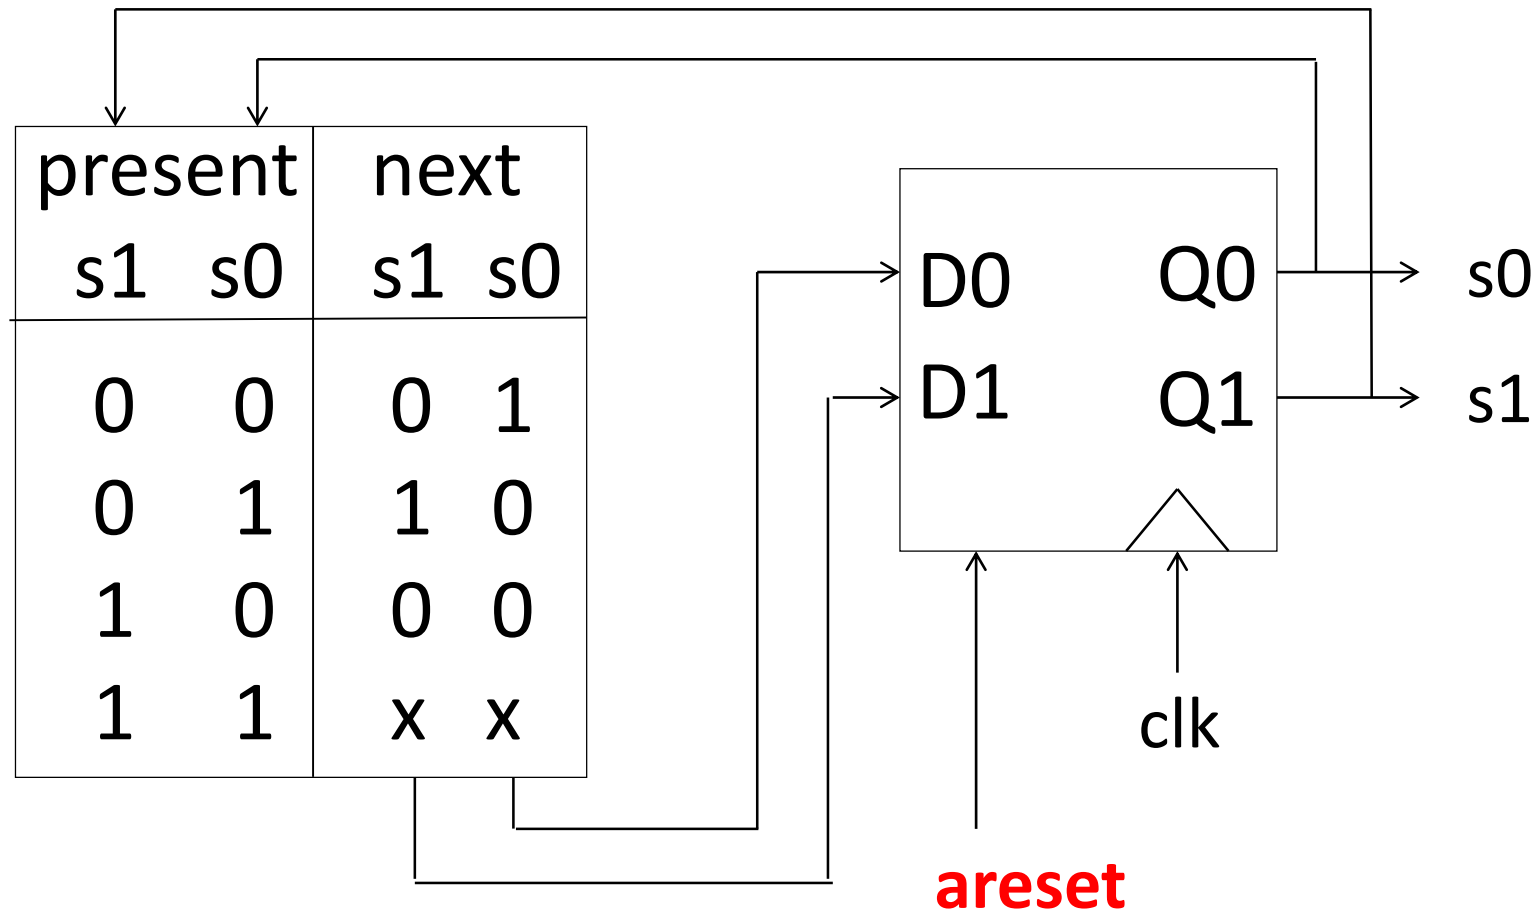 present next
s1 s0 s1 s0
0 0 0 1
0 1 1 0
1 0 0 0
1 1 x x
D0 Q0
D1 Q1
s0
s1
clk
areset